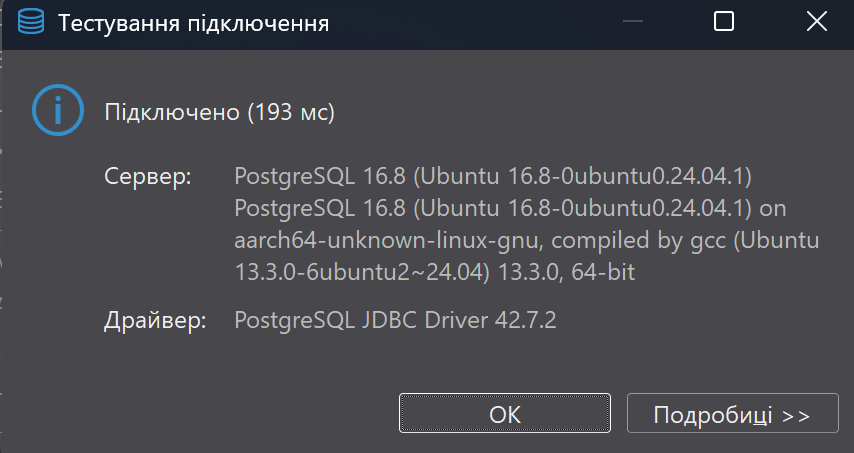 Тестування підключення
Підключено (193 мс)
Сервер: PostgreSQL 16.8 (Ubuntu 16.8-0ubuntu0.24.04.1)
PostgreSQL 16.8 (Ubuntu 16.8-0ubuntu0.24.04.1) on
aarch64-unknown-linux-gnu, compiled by gcc (Ubuntu
13.3.0-6ubuntu2~24.04) 13.3.0, 64-bit
Драйвер: PostgreSQL JDBC Driver 42.7.2
ОК
Подробиці >>